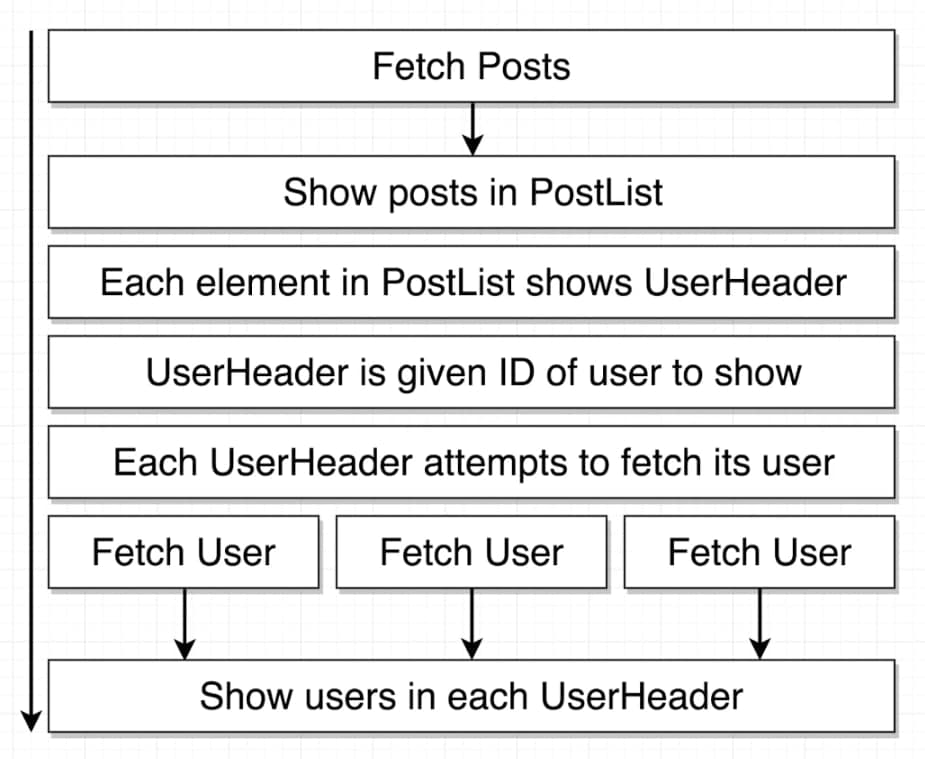 Fetch Posts
Show posts in PostList
Each element in PostList shows UserHeader
UserHeader is given ID of user to show
Each UserHeader attempts to fetch its user
Fetch User Fetch User Fetch User
Show users in each UserHeader